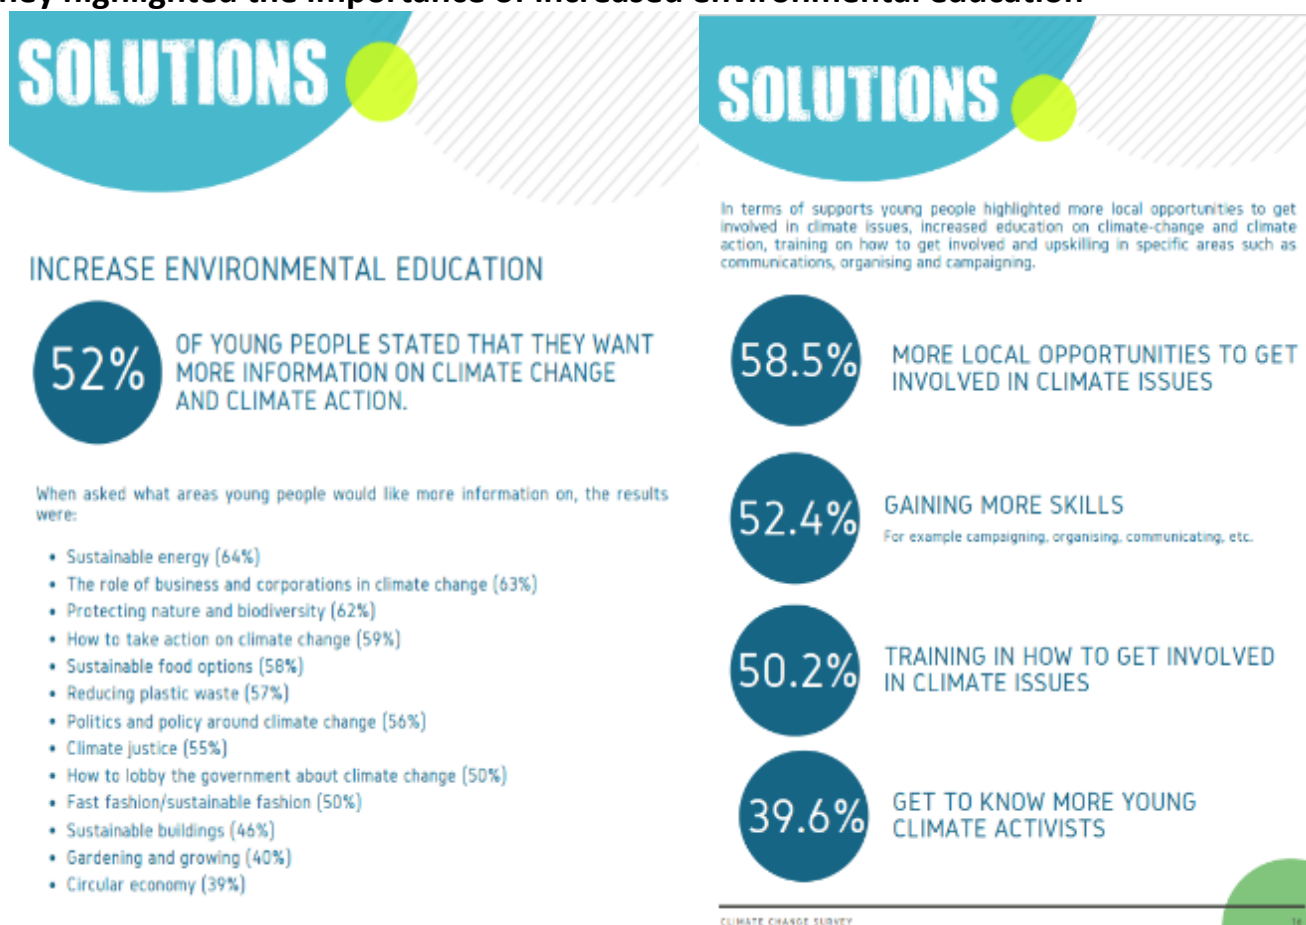 hey highlighted the importance of increased environmental education
SOLUTIONS
INCREASE ENVIRONMENTAL EDUCATION
52%
OF YOUNG PEOPLE STATED THAT THEY WANT
MORE INFORMATION ON CLIMATE CHANGE
AND CLIMATE ACTION.
When asked what areas young people would like more information on, the results
were:
• Sustainable energy (64%)
• The role of business and corporations in climate change (63%)
• Protecting nature and biodiversity (62%)
• How to take action on climate change (59%)
• Sustainable food options (58%)
• Reducing plastic waste (57%)
• Politics and policy around climate change (56%)
• Climate justice (55%)
• How to lobby the government about climate change (50%)
• Fast fashion/sustainable fashion (50%)
• Sustainable buildings (46%)
• Gardening and growing (40%)
• Circular economy (39%)
SOLUTIONS
In terms of supports young people highlighted more local opportunities to get
involved in climate issues, increased education on climate-change and climate
action, training on how to get involved and upskilling in specific areas such as
communications, organising and campaigning.
58.5%
MORE LOCAL OPPORTUNITIES TO GET
INVOLVED IN CLIMATE ISSUES
52.4%
GAINING MORE SKILLS
For example campaigning, organising, communicating, etc.
50.2%
TRAINING IN HOW TO GET INVOLVED
IN CLIMATE ISSUES
39.6%
GET TO KNOW MORE YOUNG
CLIMATE ACTIVISTS
CLIMATE CHANGE SURVEY